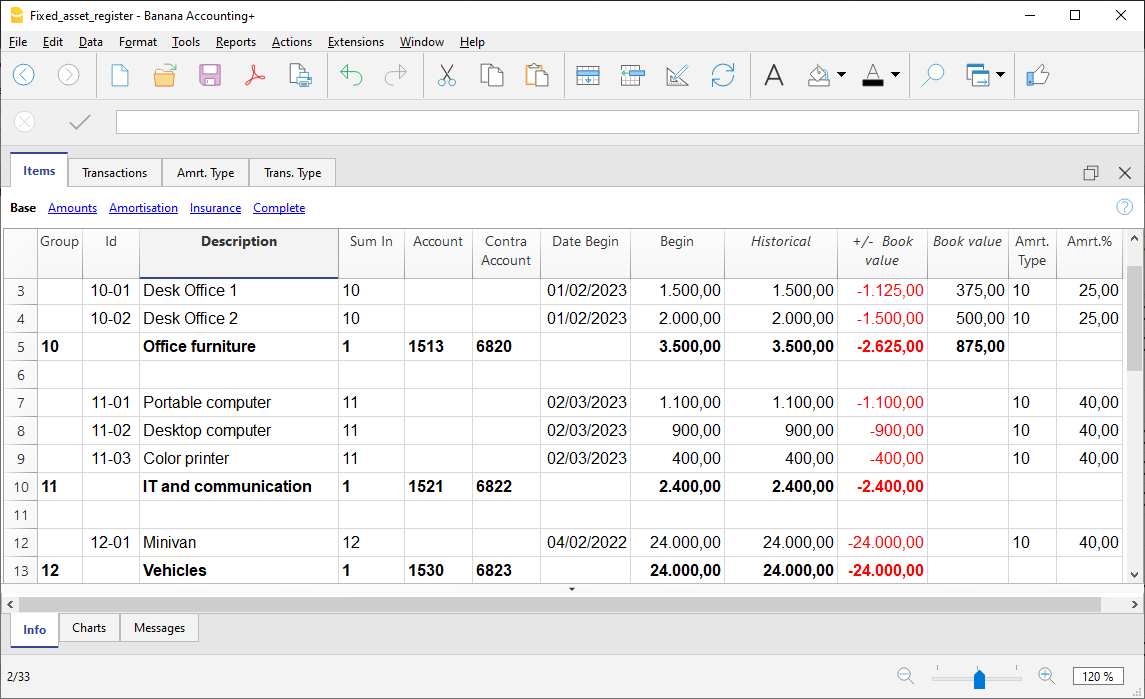 Fixed_asset_register - Banana Accounting+
File Edit Data Format Tools Reports Actions Extensions Window Help
A A
Items Transactions Amrt. Type Trans. Type
Base Amounts Amortisation Insurance Complete ?
Group Id Description Sum In Account Contra Account Date Begin Begin Historical +/- Book value Book value Amrt. Type Amrt.%
3 10-01 Desk Office 1 10 01/02/2023 1.500,00 1.500,00 -1.125,00 375,00 10 25,00
4 10-02 Desk Office 2 10 01/02/2023 2.000,00 2.000,00 -1.500,00 500,00 10 25,00
5 10 Office furniture 1 1513 6820 3.500,00 3.500,00 -2.625,00 875,00
6
7 11-01 Portable computer 11 02/03/2023 1.100,00 1.100,00 -1.100,00 10 40,00
8 11-02 Desktop computer 11 02/03/2023 900,00 900,00 -900,00 10 40,00
9 11-03 Color printer 11 02/03/2023 400,00 400,00 -400,00 10 40,00
10 11 IT and communication 1 1521 6822 2.400,00 2.400,00 -2.400,00
11
12 12-01 Minivan 12 04/02/2022 24.000,00 24.000,00 -24.000,00 10 40,00
13 12 Vehicles 1 1530 6823 24.000,00 24.000,00 -24.000,00
Info Charts Messages
2/33 120 %